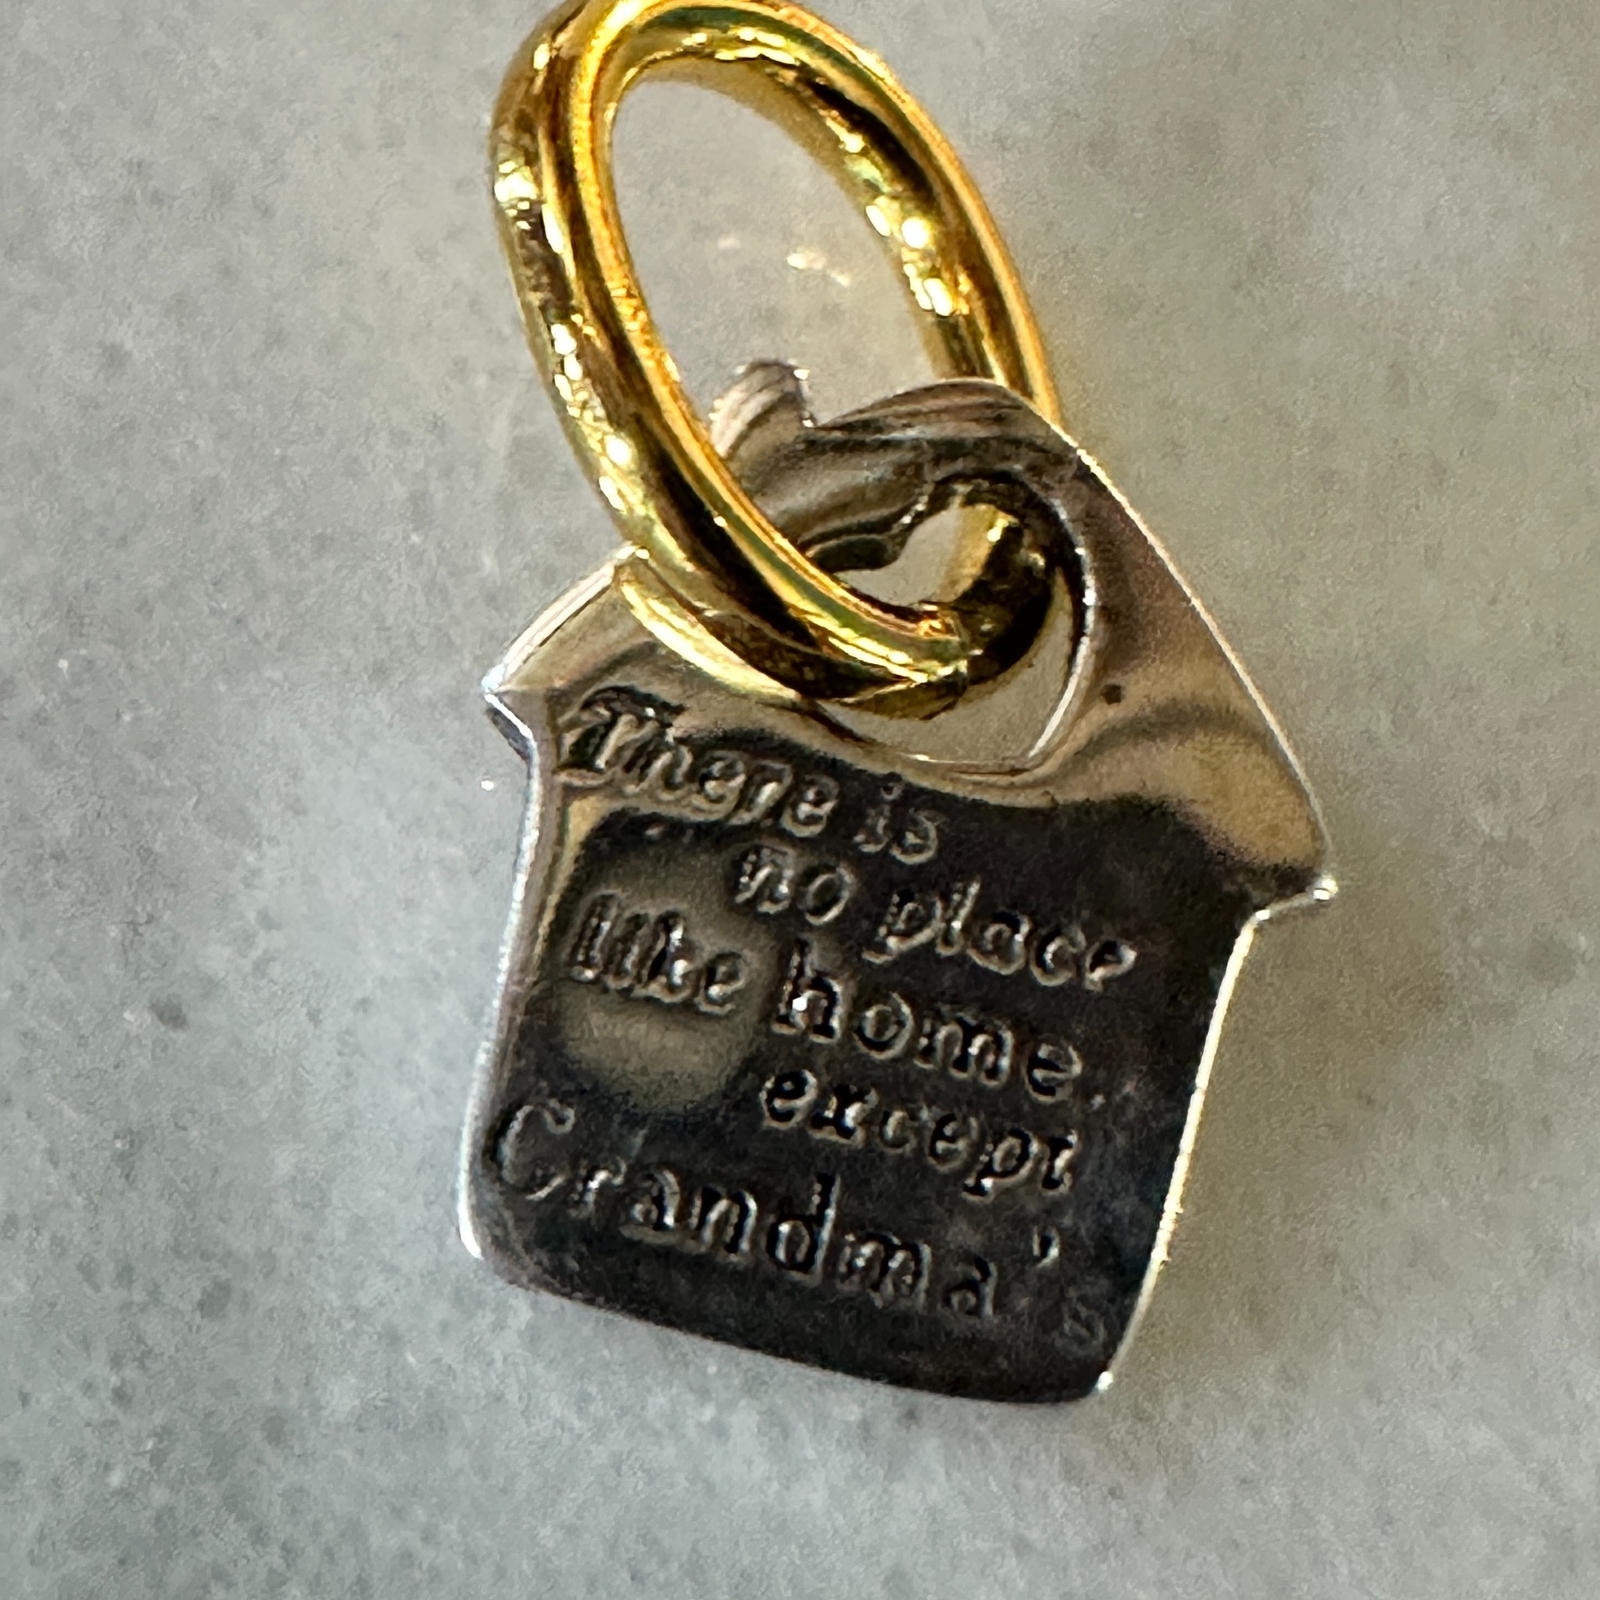 There is
no place
like home
except
Grandma's